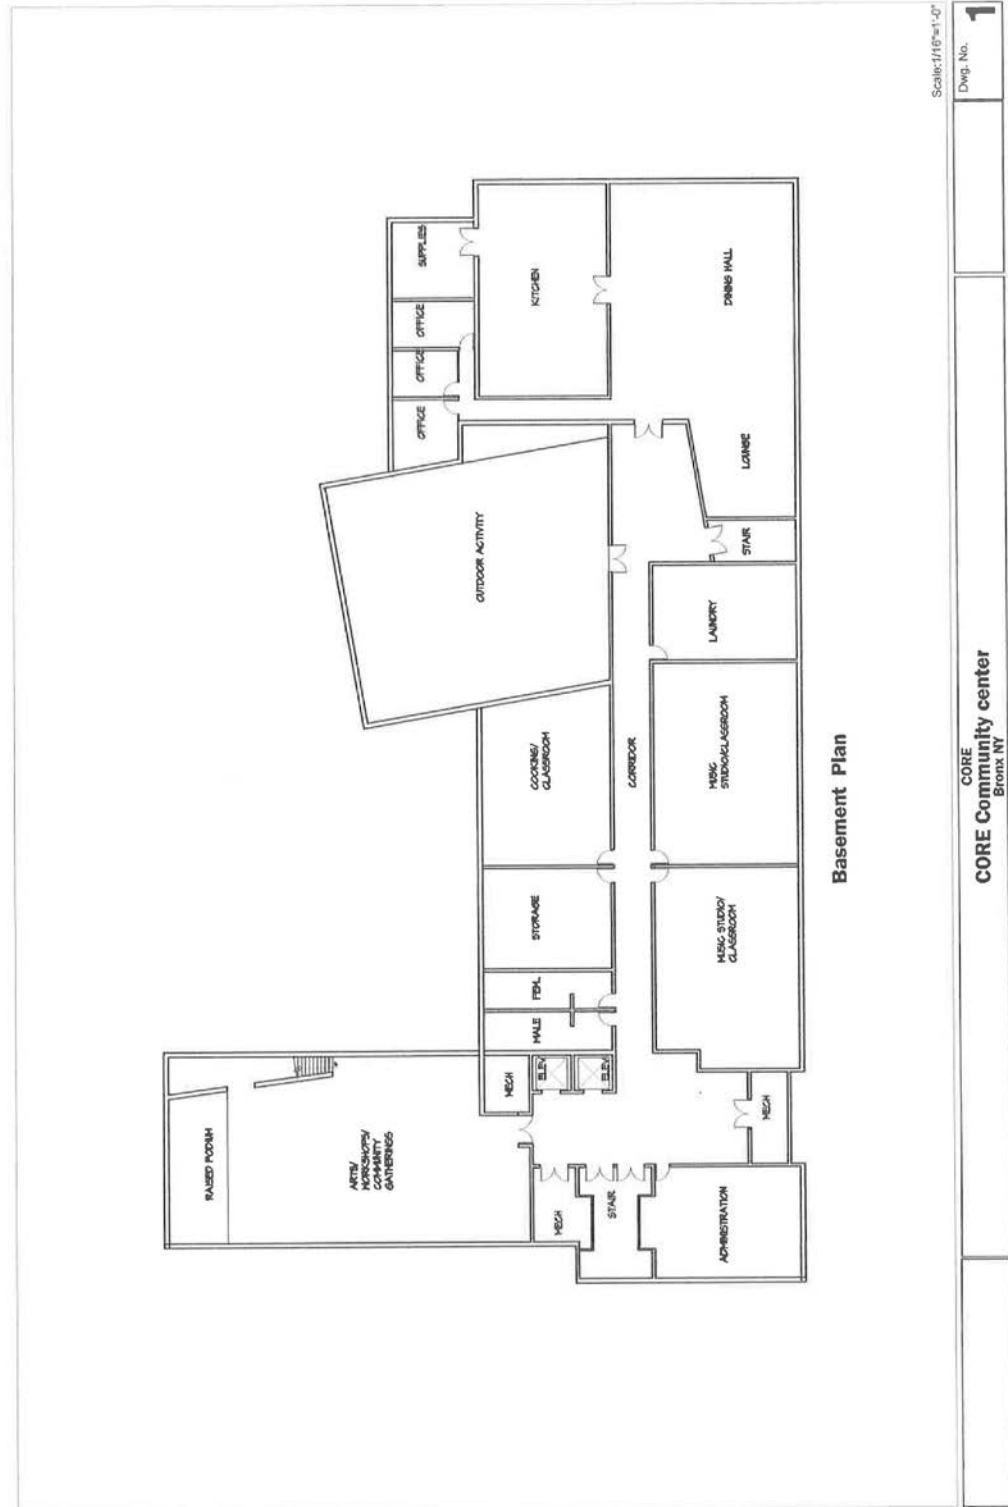 RAISED PODIUM
ARTS/
WORKSHOPS/
COMMUNITY
GATHERINGS
OFFICE
OFFICE
OFFICE
SUPPLIES
OUTDOOR ACTIVITY
MECH
MALE
FEM.
STORAGE
COOKING/
CLASSROOM
KITCHEN
ELEV
ELEV
MECH
STAIR
CORRIDOR
ADMINISTRATION
MECH
MUSIC STUDIO/
CLASSROOM
MUSIC
STUDIO/CLASSROOM
LAUNDRY
STAIR
LOUNGE
DINING HALL
Basement Plan
Scale:1/16"=1'-0"
CORE
CORE Community center
Bronx NY
Dwg. No.
1